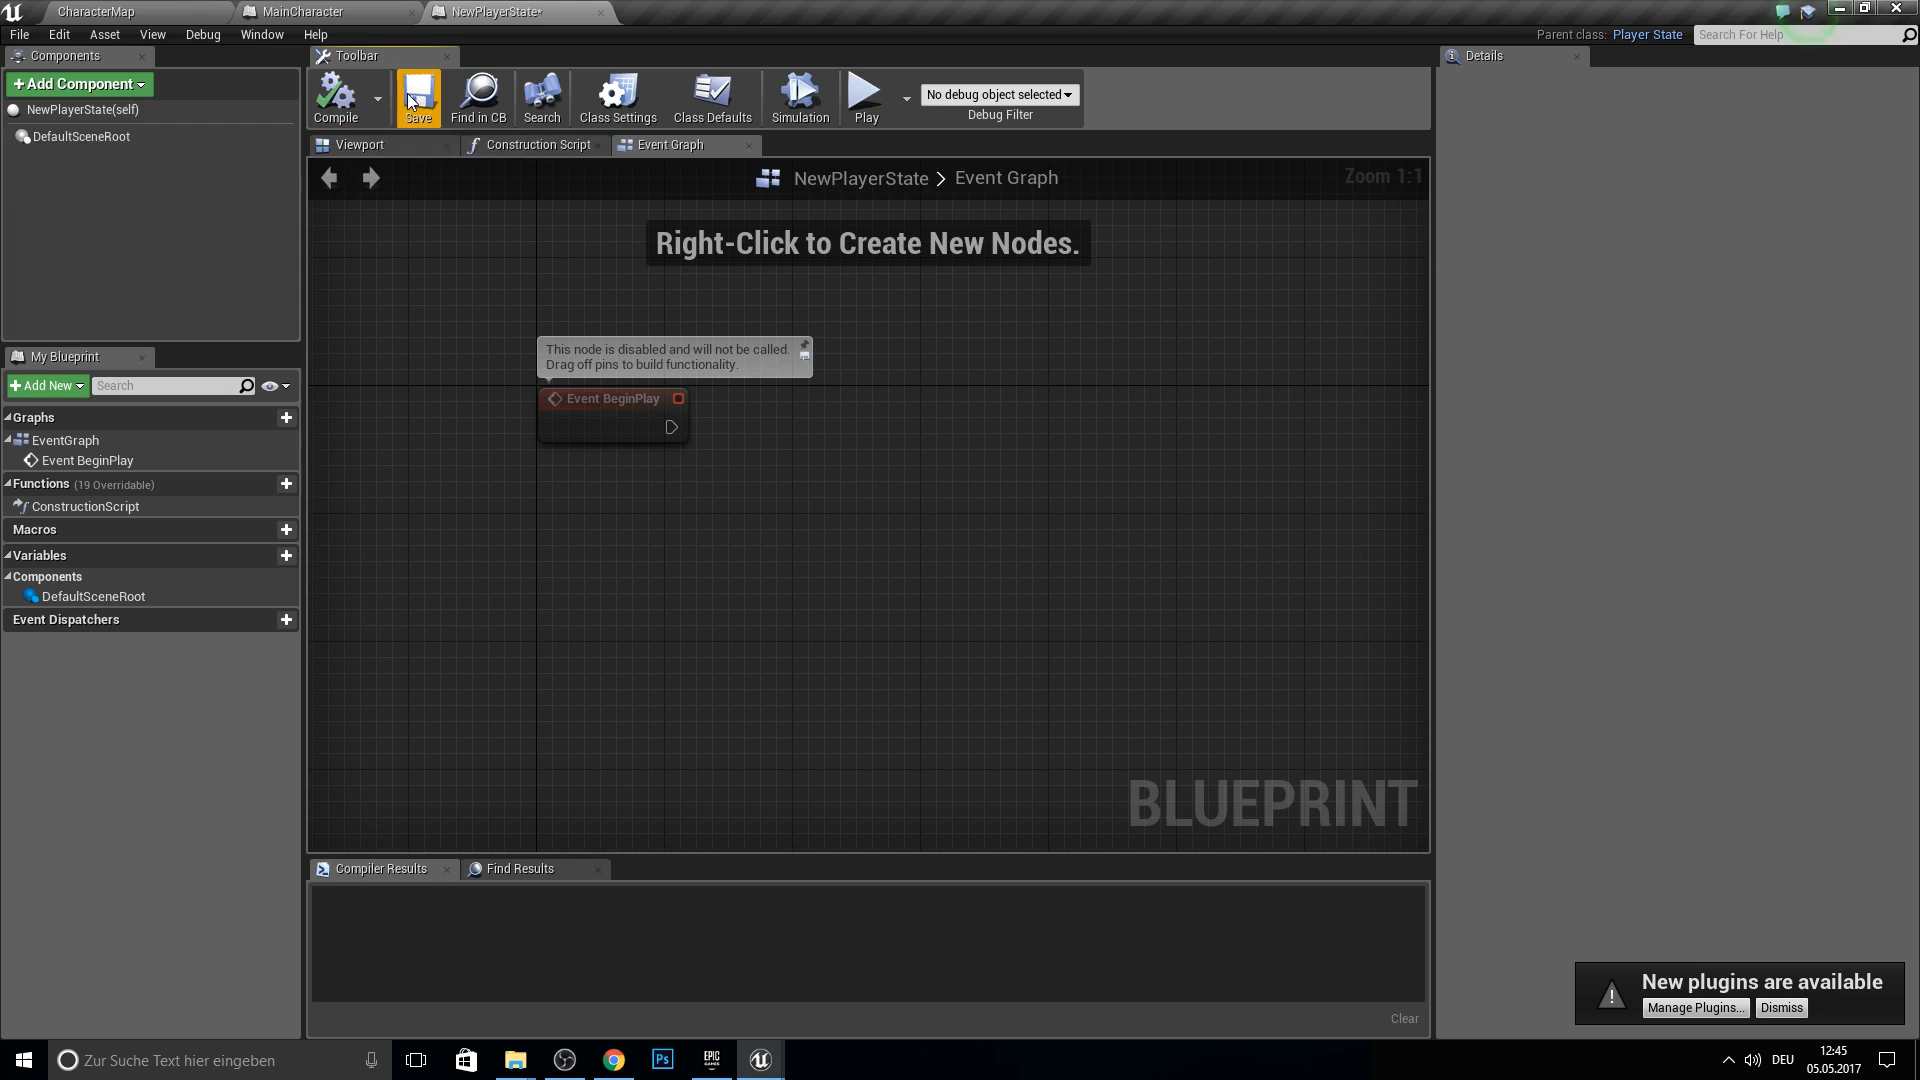 CharacterMap
MainCharacter
NewPlayerState*
File Edit Asset View Debug Window Help
Parent class: Player State
Search For Help
Components
Toolbar
Details
+Add Component
NewPlayerState(self)
DefaultSceneRoot
Compile
Save
Find in CB
Search
Class Settings
Class Defaults
Simulation
Play
No debug object selected
Debug Filter
Viewport
Construction Script
Event Graph
NewPlayerState > Event Graph
Zoom 1:1
Right-Click to Create New Nodes.
This node is disabled and will not be called.
Drag off pins to build functionality.
Event BeginPlay
My Blueprint
+Add New
Search
Graphs
EventGraph
Event BeginPlay
Functions (19 Overridable)
ConstructionScript
Macros
Variables
Components
DefaultSceneRoot
Event Dispatchers
BLUEPRINT
Compiler Results
Find Results
Clear
New plugins are available
Manage Plugins...
Dismiss
Zur Suche Text hier eingeben
Ps
EPIC
GAMES
DEU
12:45
05.05.2017